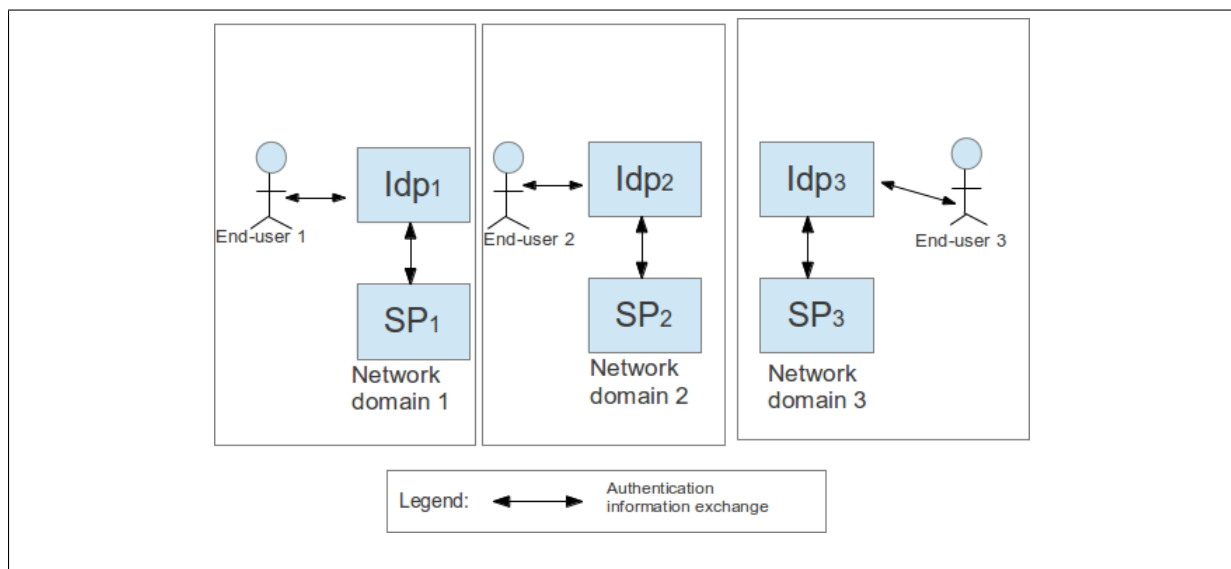 Idp1
End-user 1
SP1
Network
domain 1
Idp2
End-user 2
SP2
Network
domain 2
Idp3
End-user 3
SP3
Network
domain 3
Legend:
Authentication
information exchange